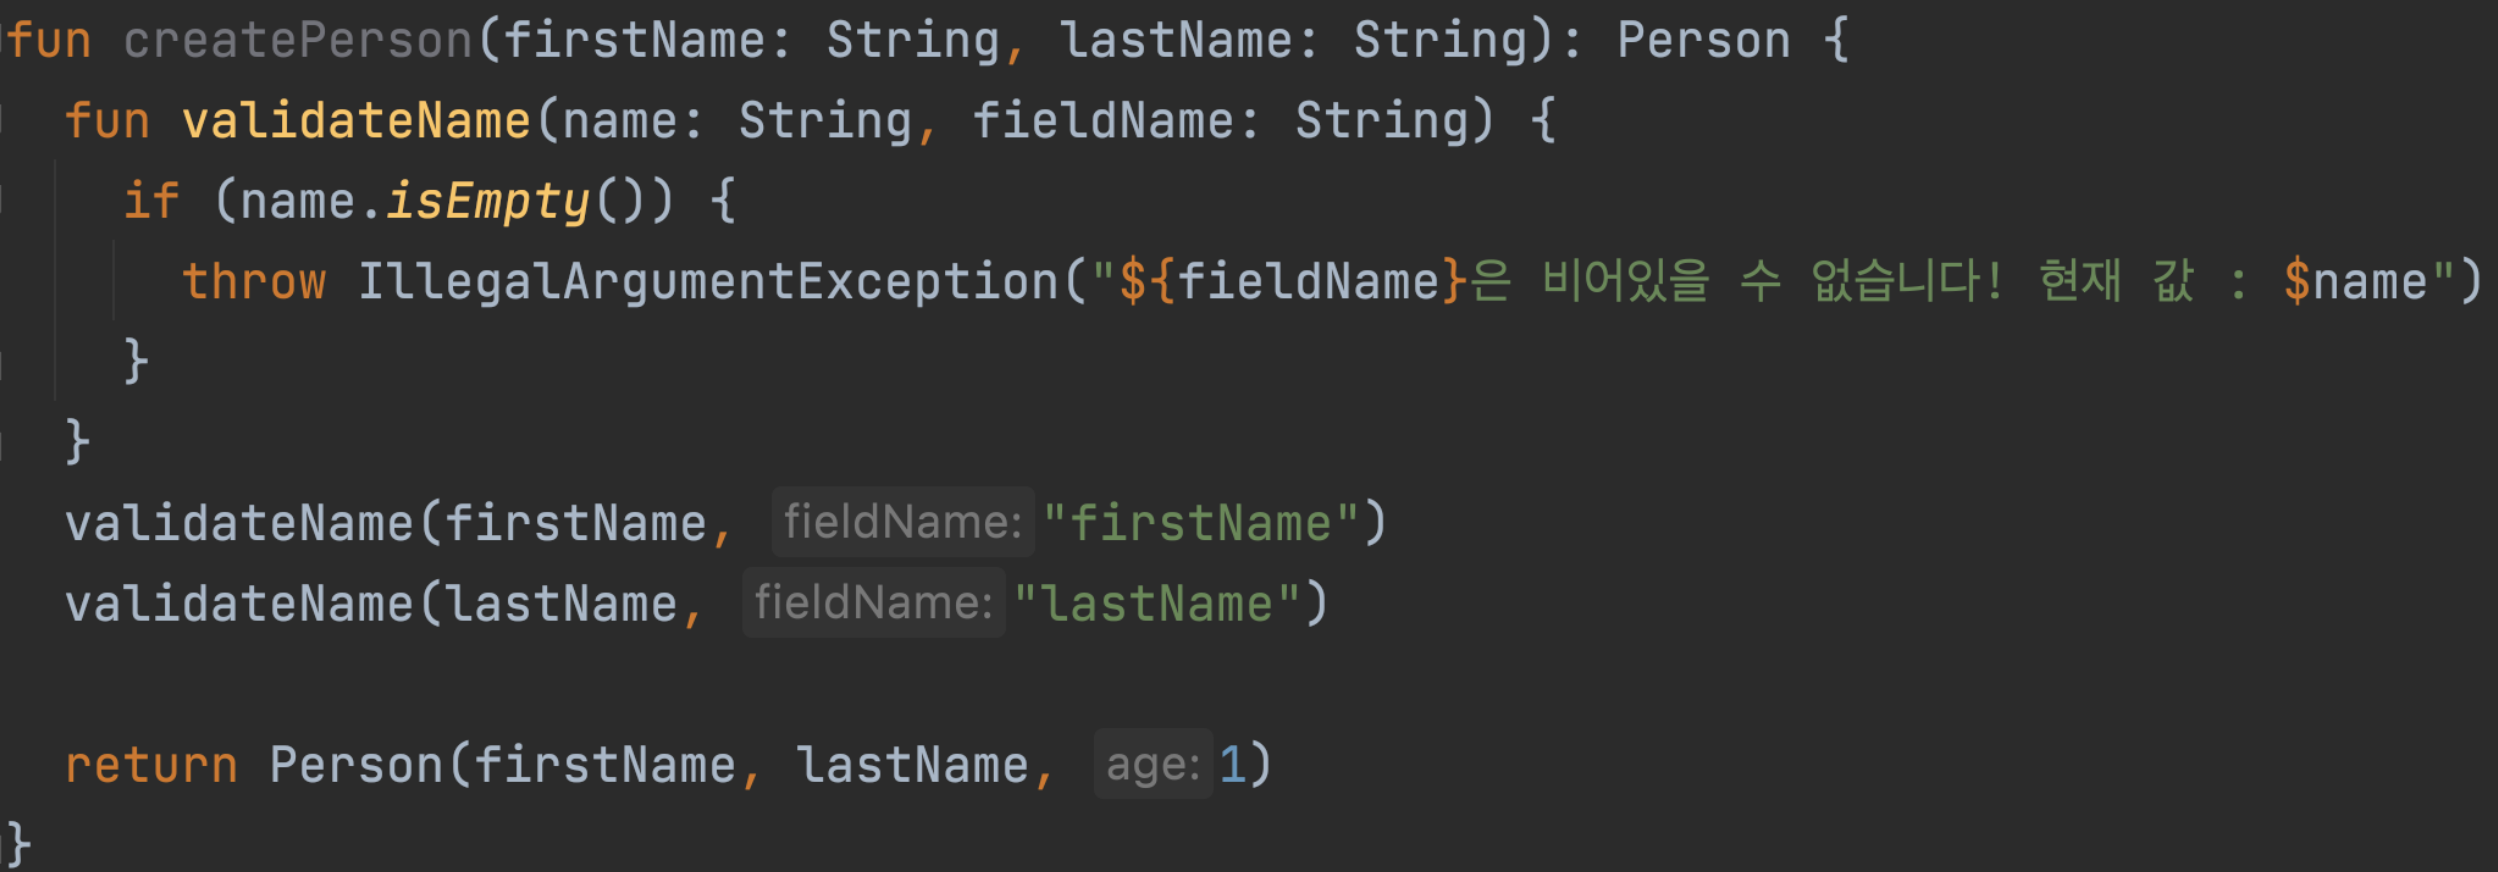 fun createPerson(firstName: String, lastName: String): Person {
fun validateName(name: String, fieldName: String) {
if (name.isEmpty()) {
throw IllegalArgumentException("${fieldName}은 비어있을 수 없습니다! 현재 값 : $name")
}
}
validateName(firstName, fieldName: "firstName")
validateName(lastName, fieldName: "lastName")
return Person(firstName, lastName, age: 1)
}